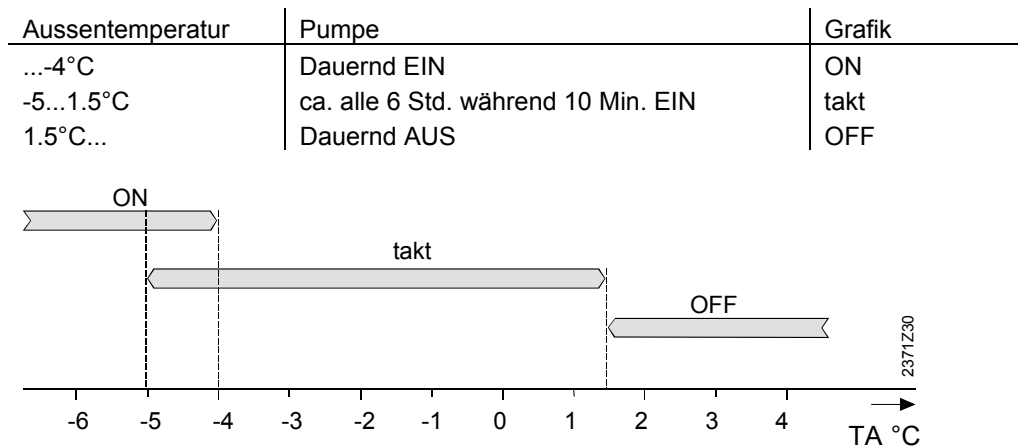 Aussentemperatur Pumpe Grafik
...-4°C Dauernd EIN ON
-5...1.5°C ca. alle 6 Std. während 10 Min. EIN takt
1.5°C... Dauernd AUS OFF
ON
takt
OFF
2371Z30
-6 -5 -4 -3 -2 -1 0 1 2 3 4
TA °C